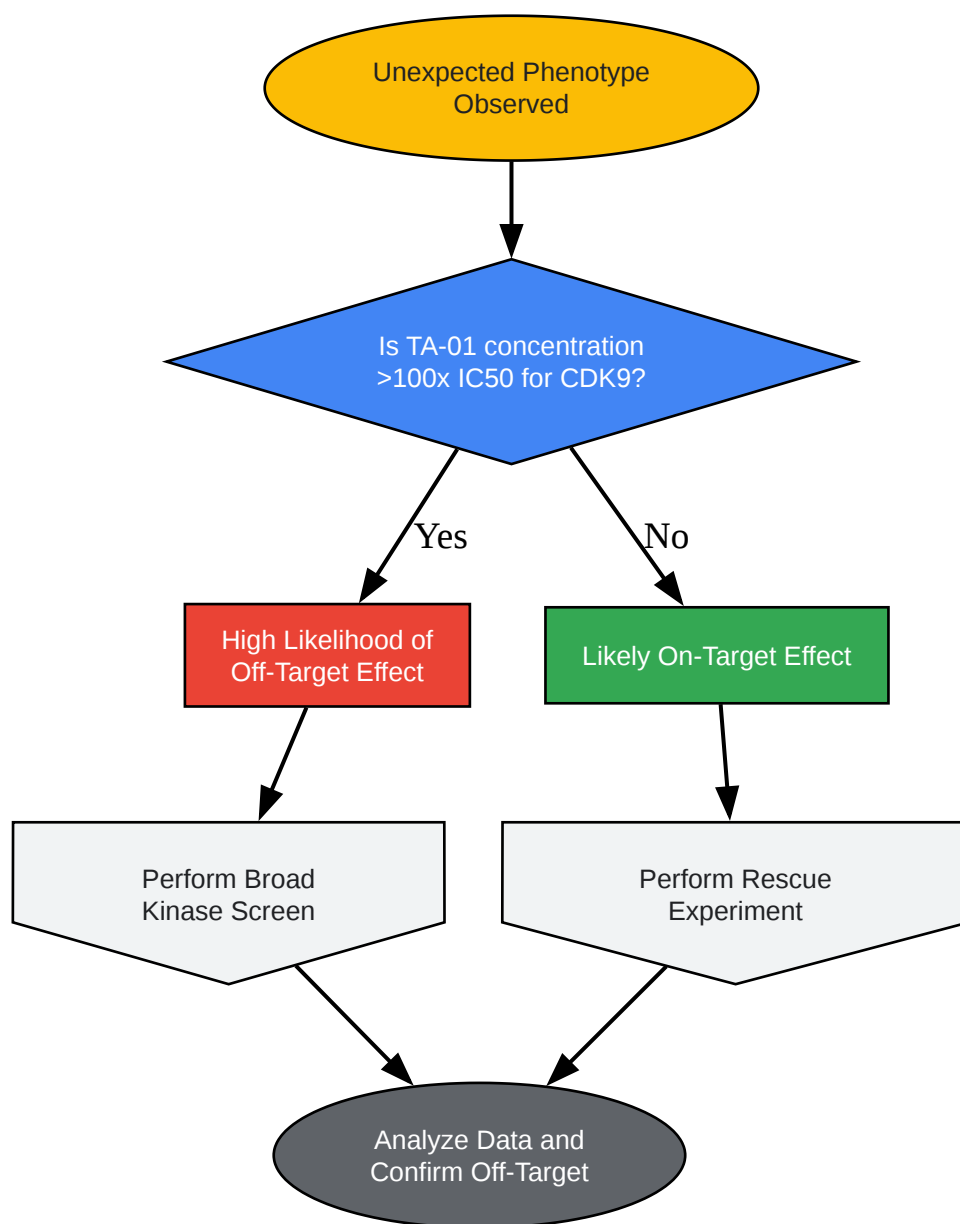 Unexpected Phenotype
Observed
Is TA-01 concentration
>100x IC50 for CDK9?
Yes
No
High Likelihood of
Off-Target Effect
Likely On-Target Effect
Perform Broad
Kinase Screen
Perform Rescue
Experiment
Analyze Data and
Confirm Off-Target